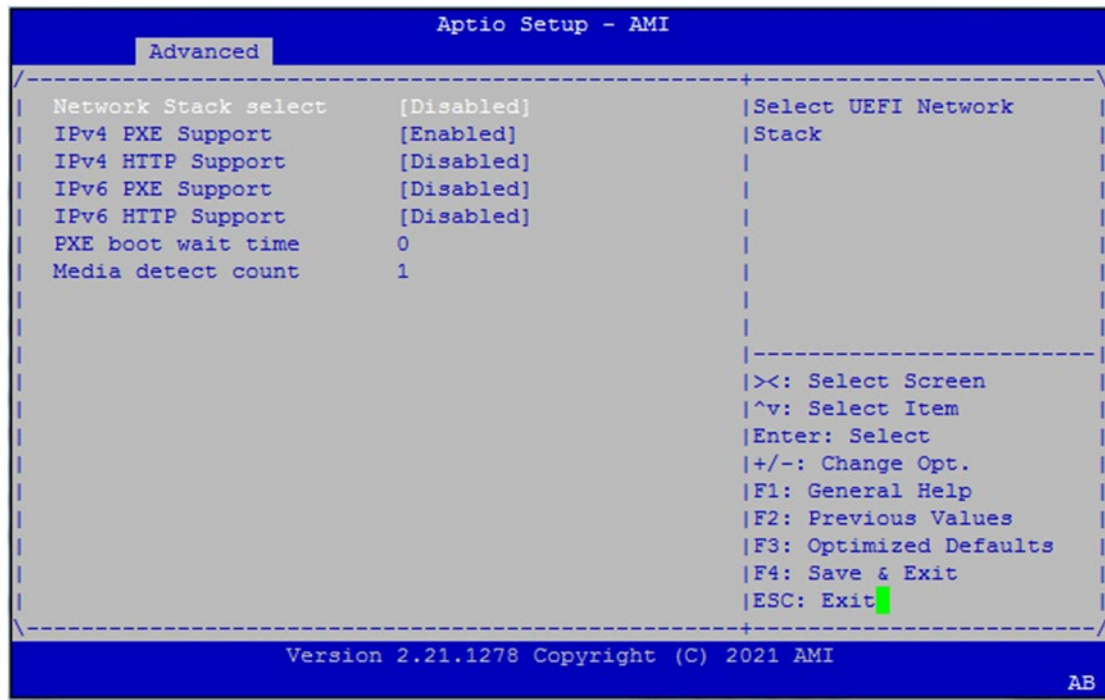 Aptio Setup - AMI
Advanced
Network Stack select [Disabled]
IPv4 PXE Support [Enabled]
IPv4 HTTP Support [Disabled]
IPv6 PXE Support [Disabled]
IPv6 HTTP Support [Disabled]
PXE boot wait time 0
Media detect count 1
Select UEFI Network
Stack
><: Select Screen
^v: Select Item
Enter: Select
+/-: Change Opt.
F1: General Help
F2: Previous Values
F3: Optimized Defaults
F4: Save & Exit
ESC: Exit
Version 2.21.1278 Copyright (C) 2021 AMI
AB